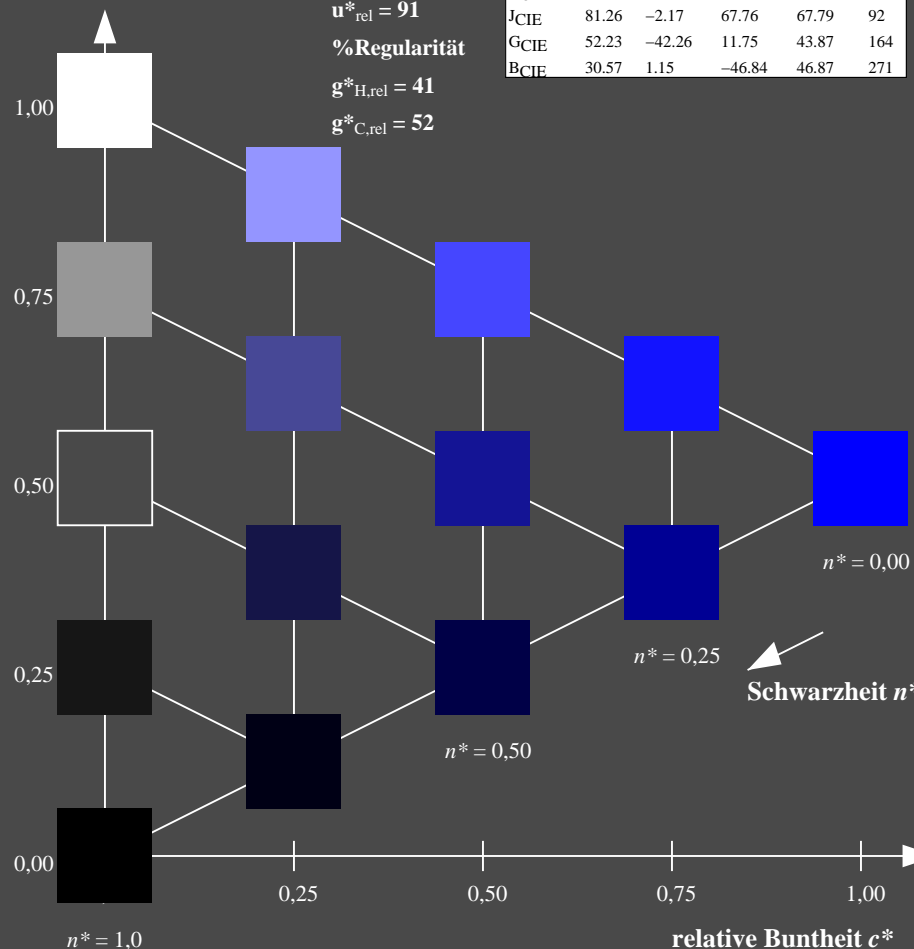 u*rel = 91
%Regularität
g*H,rel = 41
g*C,rel = 52
JCIE 81.26 −2.17 67.76 67.79 92
GCIE 52.23 −42.26 11.75 43.87 164
BCIE 30.57 1.15 −46.84 46.87 271
1,00
0,75
0,50
0,25
0,00
n* = 0,00
n* = 0,25
Schwarzheit n*
n* = 0,50
0,25 0,50 0,75 1,00
n* = 1,0
relative Buntheit c*